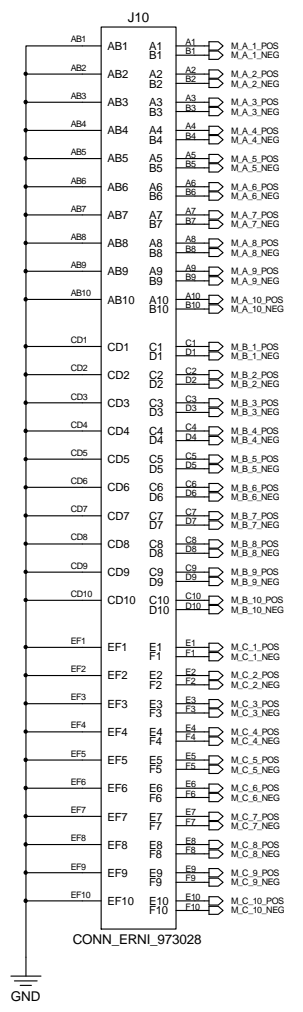 J10
AB1 AB1 A1 A1 M_A_1_POS
B1 B1 M_A_1_NEG
AB2 AB2 A2 A2 M_A_2_POS
B2 B2 M_A_2_NEG
AB3 AB3 A3 A3 M_A_3_POS
B3 B3 M_A_3_NEG
AB4 AB4 A4 A4 M_A_4_POS
B4 B4 M_A_4_NEG
AB5 AB5 A5 A5 M_A_5_POS
B5 B5 M_A_5_NEG
AB6 AB6 A6 A6 M_A_6_POS
B6 B6 M_A_6_NEG
AB7 AB7 A7 A7 M_A_7_POS
B7 B7 M_A_7_NEG
AB8 AB8 A8 A8 M_A_8_POS
B8 B8 M_A_8_NEG
AB9 AB9 A9 A9 M_A_9_POS
B9 B9 M_A_9_NEG
AB10 AB10 A10 A10 M_A_10_POS
B10 B10 M_A_10_NEG
CD1 CD1 C1 C1 M_B_1_POS
D1 D1 M_B_1_NEG
CD2 CD2 C2 C2 M_B_2_POS
D2 D2 M_B_2_NEG
CD3 CD3 C3 C3 M_B_3_POS
D3 D3 M_B_3_NEG
CD4 CD4 C4 C4 M_B_4_POS
D4 D4 M_B_4_NEG
CD5 CD5 C5 C5 M_B_5_POS
D5 D5 M_B_5_NEG
CD6 CD6 C6 C6 M_B_6_POS
D6 D6 M_B_6_NEG
CD7 CD7 C7 C7 M_B_7_POS
D7 D7 M_B_7_NEG
CD8 CD8 C8 C8 M_B_8_POS
D8 D8 M_B_8_NEG
CD9 CD9 C9 C9 M_B_9_POS
D9 D9 M_B_9_NEG
CD10 CD10 C10 C10 M_B_10_POS
D10 D10 M_B_10_NEG
EF1 EF1 E1 E1 M_C_1_POS
F1 F1 M_C_1_NEG
EF2 EF2 E2 E2 M_C_2_POS
F2 F2 M_C_2_NEG
EF3 EF3 E3 E3 M_C_3_POS
F3 F3 M_C_3_NEG
EF4 EF4 E4 E4 M_C_4_POS
F4 F4 M_C_4_NEG
EF5 EF5 E5 E5 M_C_5_POS
F5 F5 M_C_5_NEG
EF6 EF6 E6 E6 M_C_6_POS
F6 F6 M_C_6_NEG
EF7 EF7 E7 E7 M_C_7_POS
F7 F7 M_C_7_NEG
EF8 EF8 E8 E8 M_C_8_POS
F8 F8 M_C_8_NEG
EF9 EF9 E9 E9 M_C_9_POS
F9 F9 M_C_9_NEG
EF10 EF10 E10 E10 M_C_10_POS
F10 F10 M_C_10_NEG
CONN_ERNI_973028
GND